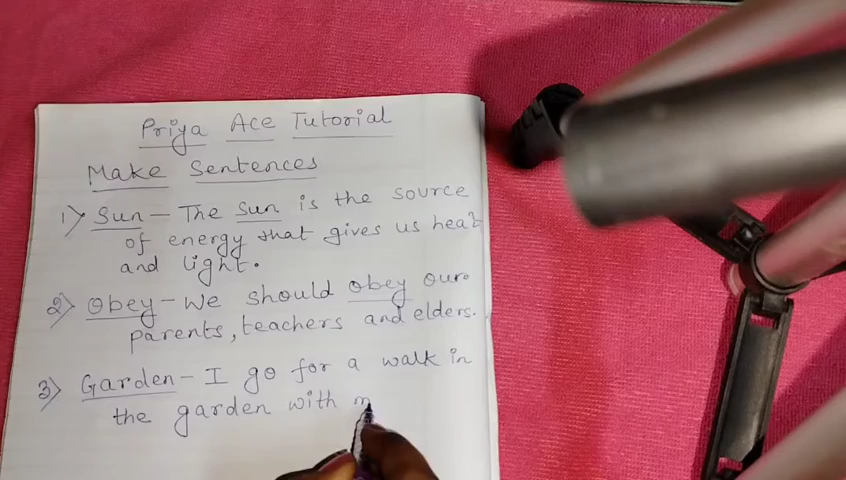 Priya Ace Tutorial
Make Sentences
1) Sun - The sun is the source
of energy that gives us heat
and light.
2) Obey - We should obey our
parents, teachers and elders.
3) Garden - I go for a walk in
the garden with m